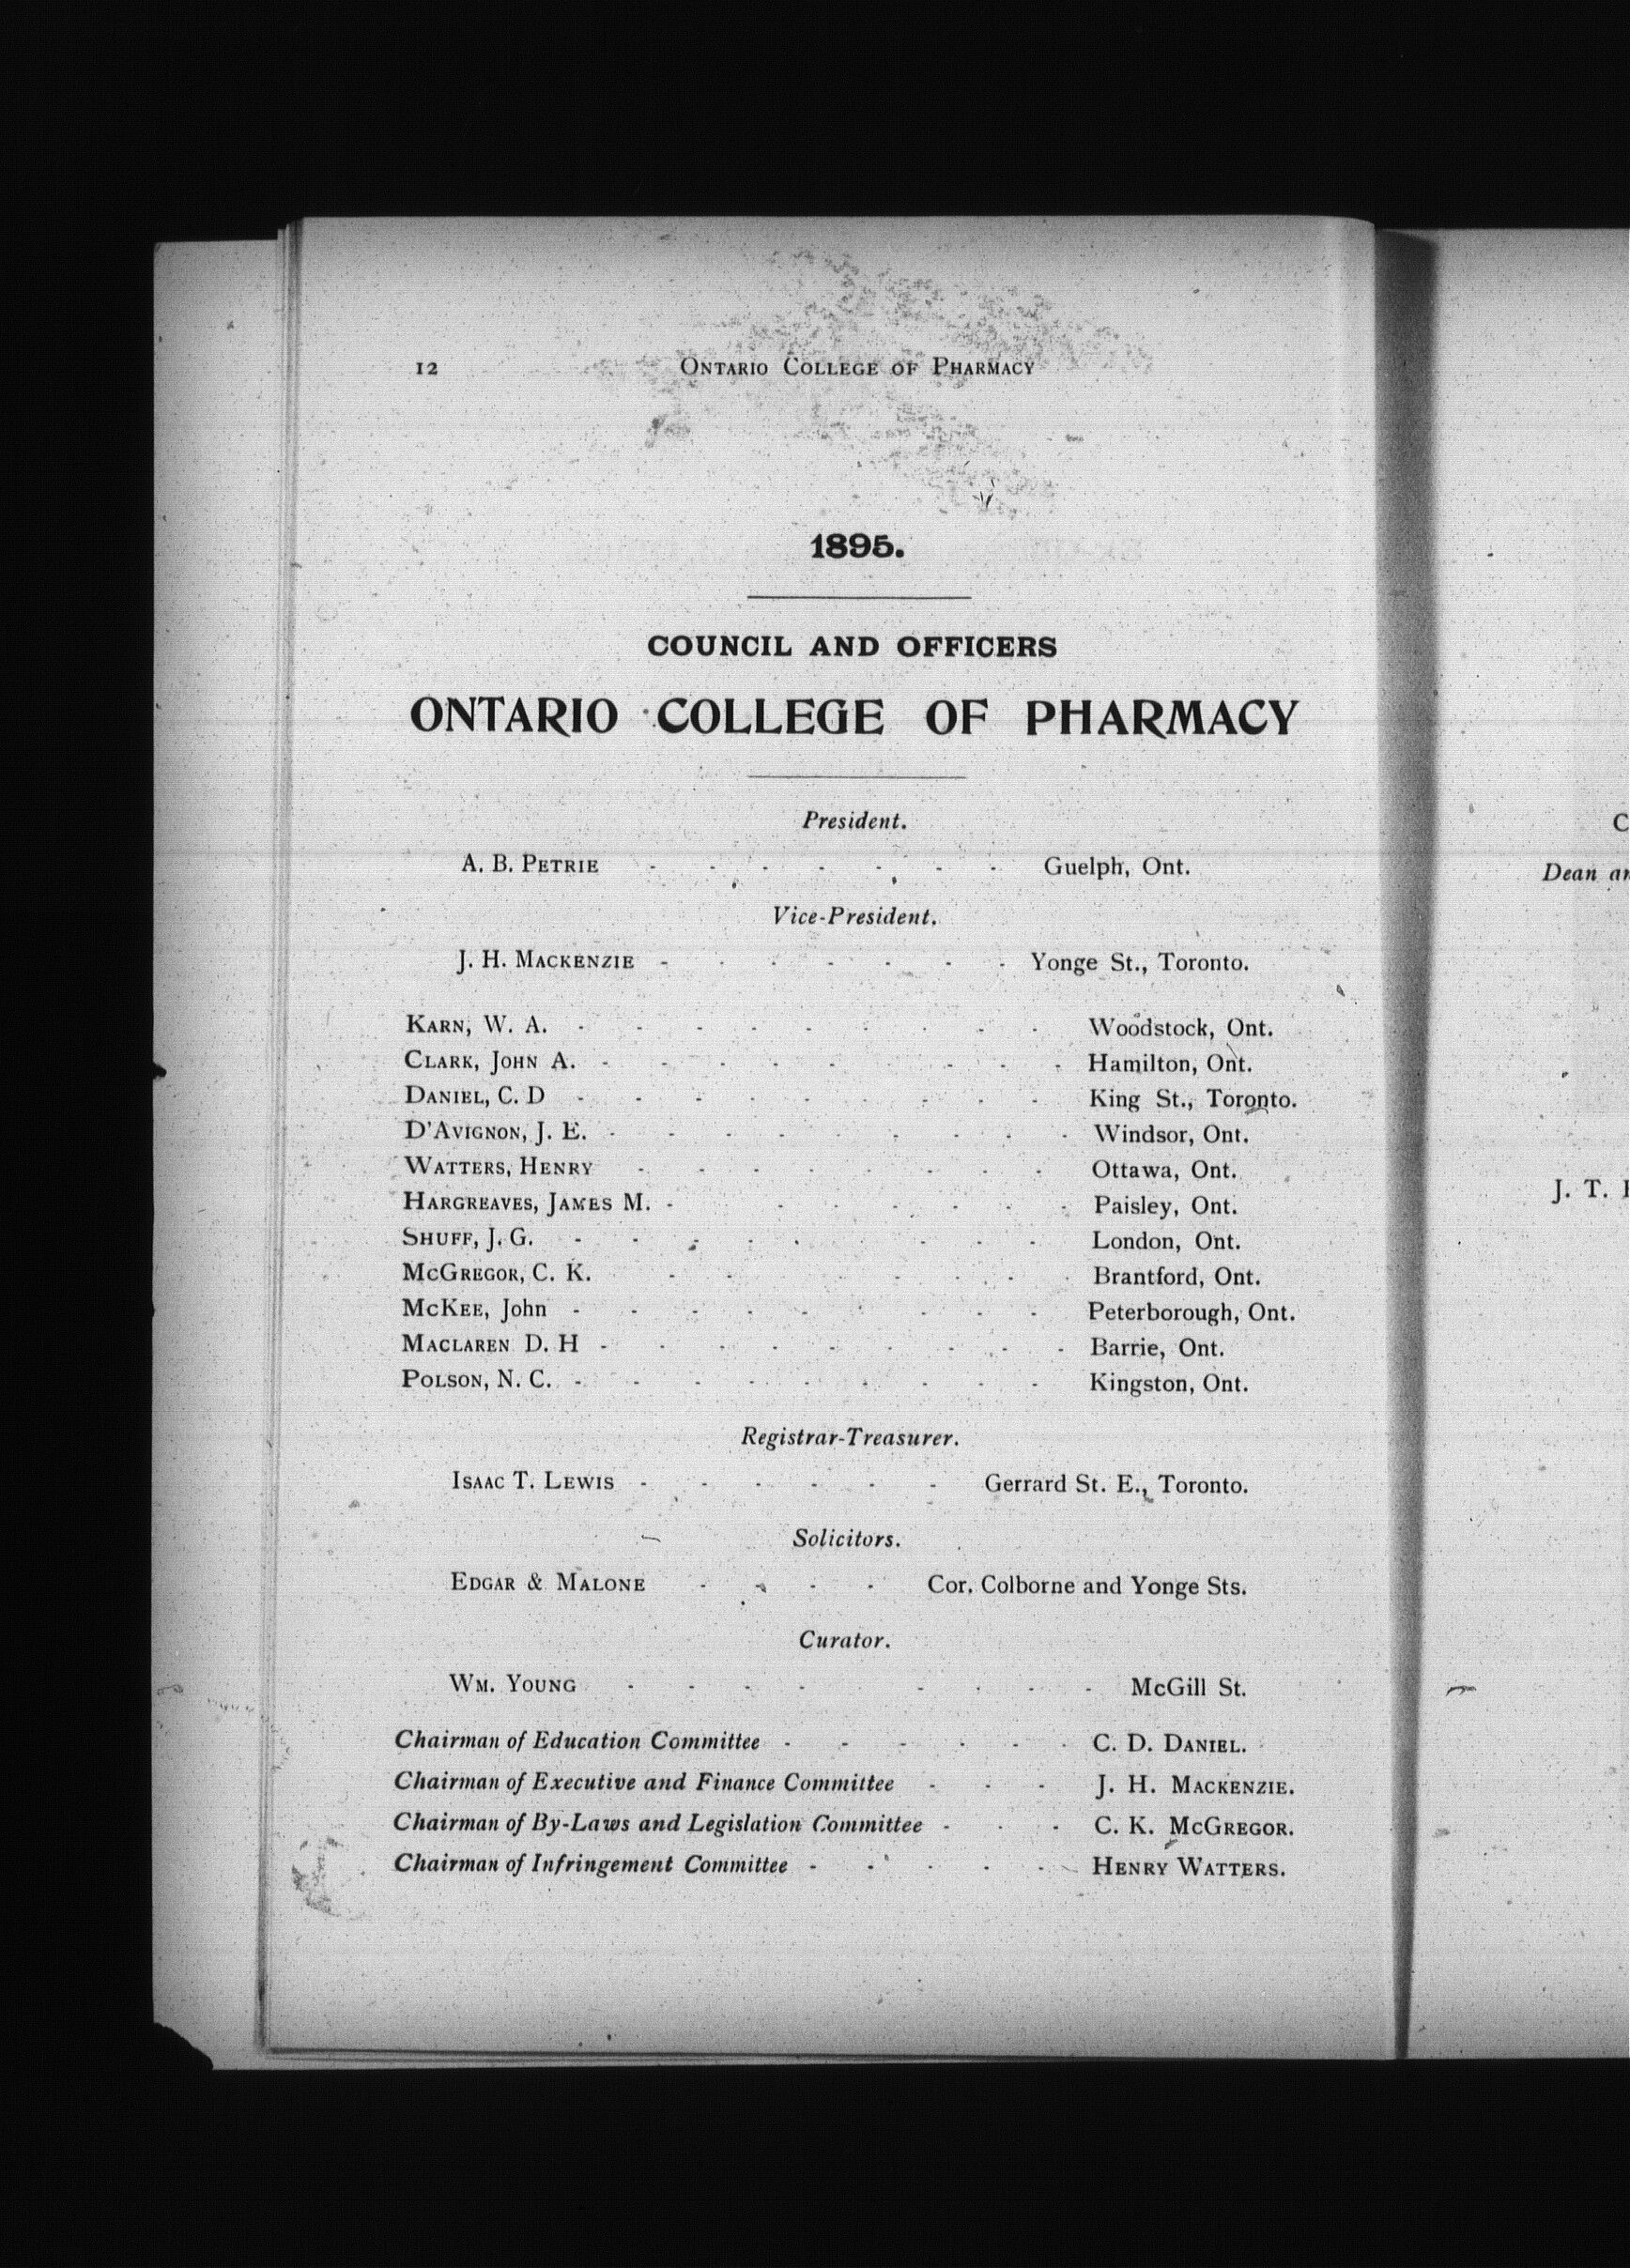 12 ONTARIO COLLEGE OF PHARMACY
1895.
COUNCIL AND OFFICERS
ONTARIO COLLEGE OF PHARMACY
President.
A. B. PETRIE - - - - - - - Guelph, Ont.
Vice-President.
J. H. MACKENZIE - - - - - - - Yonge St., Toronto.
KARN, W. A. - - - - - - - - - Woodstock, Ont.
CLARK, JOHN A. - - - - - - - - - Hamilton, Ont.
DANIEL, C. D - - - - - - - - - King St., Toronto.
D'AVIGNON, J. E. - - - - - - - - - Windsor, Ont.
WATTERS, HENRY - - - - - - - - Ottawa, Ont.
HARGREAVES, JAMES M. - - - - - - - Paisley, Ont.
SHUFF, J. G. - - - - - - - - - London, Ont.
MCGREGOR, C. K. - - - - - - - Brantford, Ont.
MCKEE, John - - - - - - - - - Peterborough, Ont.
MACLAREN D. H - - - - - - - - - Barrie, Ont.
POLSON, N. C. - - - - - - - - - Kingston, Ont.
Registrar-Treasurer.
ISAAC T. LEWIS - - - - - - Gerrard St. E., Toronto.
Solicitors.
EDGAR & MALONE - - - - Cor. Colborne and Yonge Sts.
Curator.
WM. YOUNG - - - - - - - - McGill St.
Chairman of Education Committee - - - - - - C. D. DANIEL.
Chairman of Executive and Finance Committee - - - J. H. MACKENZIE.
Chairman of By-Laws and Legislation Committee - - - C. K. MCGREGOR.
Chairman of Infringement Committee - - - - - HENRY WATTERS.
C
Dean
J. T.